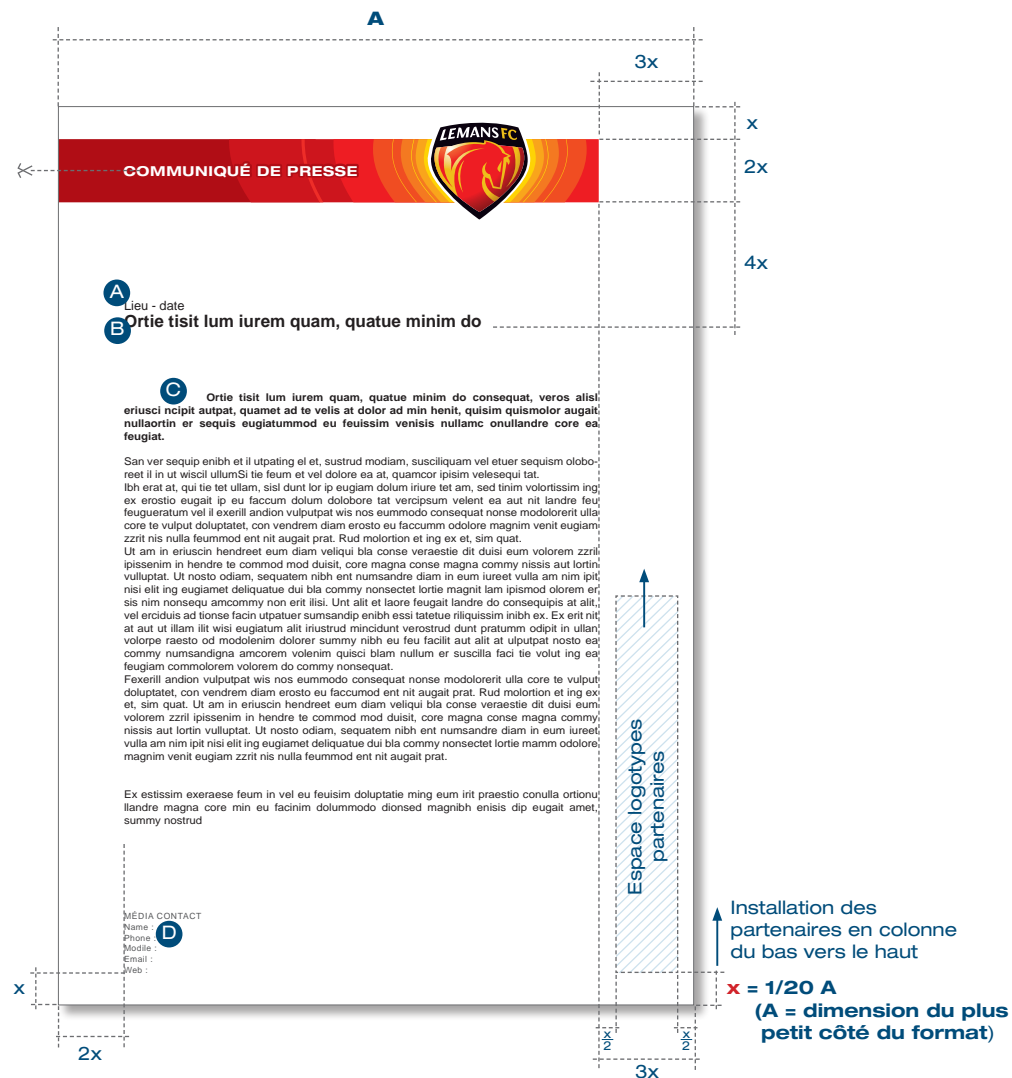 A
3x
x
LEMANS FC
COMMUNIQUÉ DE PRESSE
2x
4x
A
Lieu - date
B
Ortie tisit lum iurem quam, quatue minim do
C
Ortie tisit lum iurem quam, quatue minim do consequat, veros alisl
eriusci ncipit autpat, quamet ad te velis at dolor ad min henit, quisim quismolor augait
nullaortin er sequis eugiatummod eu feuissim venisis nullamc onullandre core ea
feugiat.
San ver sequip enibh et il utpating el et, sustrud modiam, susciliquam vel etuer sequism olobo-
reet il in ut wiscil ullumSi tie feum et vel dolore ea at, quamcor ipisim velesequi tat.
Ibh erat at, qui tie tet ullam, sisl dunt lor ip eugiam dolum iriure tet am, sed tinim volortissim ing
ex erostio eugait ip eu faccum dolum dolobore tat vercipsum velent ea aut nit landre feu
feugueratum vel il exerill andion vulputpat wis nos eummodo consequat nonse modolorerit ulla
core te vulput doluptatet, con vendrem diam erosto eu faccumm odolore magnim venit eugiam
zzrit nis nulla feummod ent nit augait prat. Rud molortion et ing ex et, sim quat.
Ut am in eriuscin hendreet eum diam veliqui bla conse veraestie dit duisi eum volorem zzril
ipissenim in hendre te commod mod duisit, core magna conse magna commy nissis aut lortin
vulluptat. Ut nosto odiam, sequatem nibh ent numsandre diam in eum iureet vulla am nim ipit
nisi elit ing eugiamet deliquatue dui bla commy nonsectet lortie magnit lam ipismod olorem er
sis nim nonsequ amcommy non erit ilisi. Unt alit et laore feugait landre do consequipis at alit,
vel erciduis ad tionse facin utpatuer sumsandip enibh essi tatetue riliquissim inibh ex. Ex erit nit
at aut ut illam ilit wisi eugiatum alit iriustrud mincidunt verostrud dunt pratumm odipit in ullan
volorpe raesto od modolenim dolorer summy nibh eu feu facilit aut alit at ulputpat nosto ea
commy numsandigna amcorem volenim quisci blam nullum er suscilla faci tie volut ing ea
feugiam commolorem volorem do commy nonsequat.
Fexerill andion vulputpat wis nos eummodo consequat nonse modolorerit ulla core te vulput
doluptatet, con vendrem diam erosto eu faccumod ent nit augait prat. Rud molortion et ing ex
et, sim quat. Ut am in eriuscin hendreet eum diam veliqui bla conse veraestie dit duisi eum
volorem zzril ipissenim in hendre te commod mod duisit, core magna conse magna commy
nissis aut lortin vulluptat. Ut nosto odiam, sequatem nibh ent numsandre diam in eum iureet
vulla am nim ipit nisi elit ing eugiamet deliquatue dui bla commy nonsectet lortie mamm odolore
magnim venit eugiam zzrit nis nulla feummod ent nit augait prat.
Ex estissim exeraese feum in vel eu feuisim doluptatie ming eum irit praestio conulla ortionu
llandre magna core min eu facinim dolummodo dionsed magnibh enisis dip eugait amet,
summy nostrud
Espace logotypes
partenaires
MÉDIA CONTACT
Name :
Phone :
D
Modile :
Email :
Web :
Installation des
partenaires en colonne
du bas vers le haut
x
x = 1/20 A
(A = dimension du plus
petit côté du format)
2x
x/2
x/2
3x